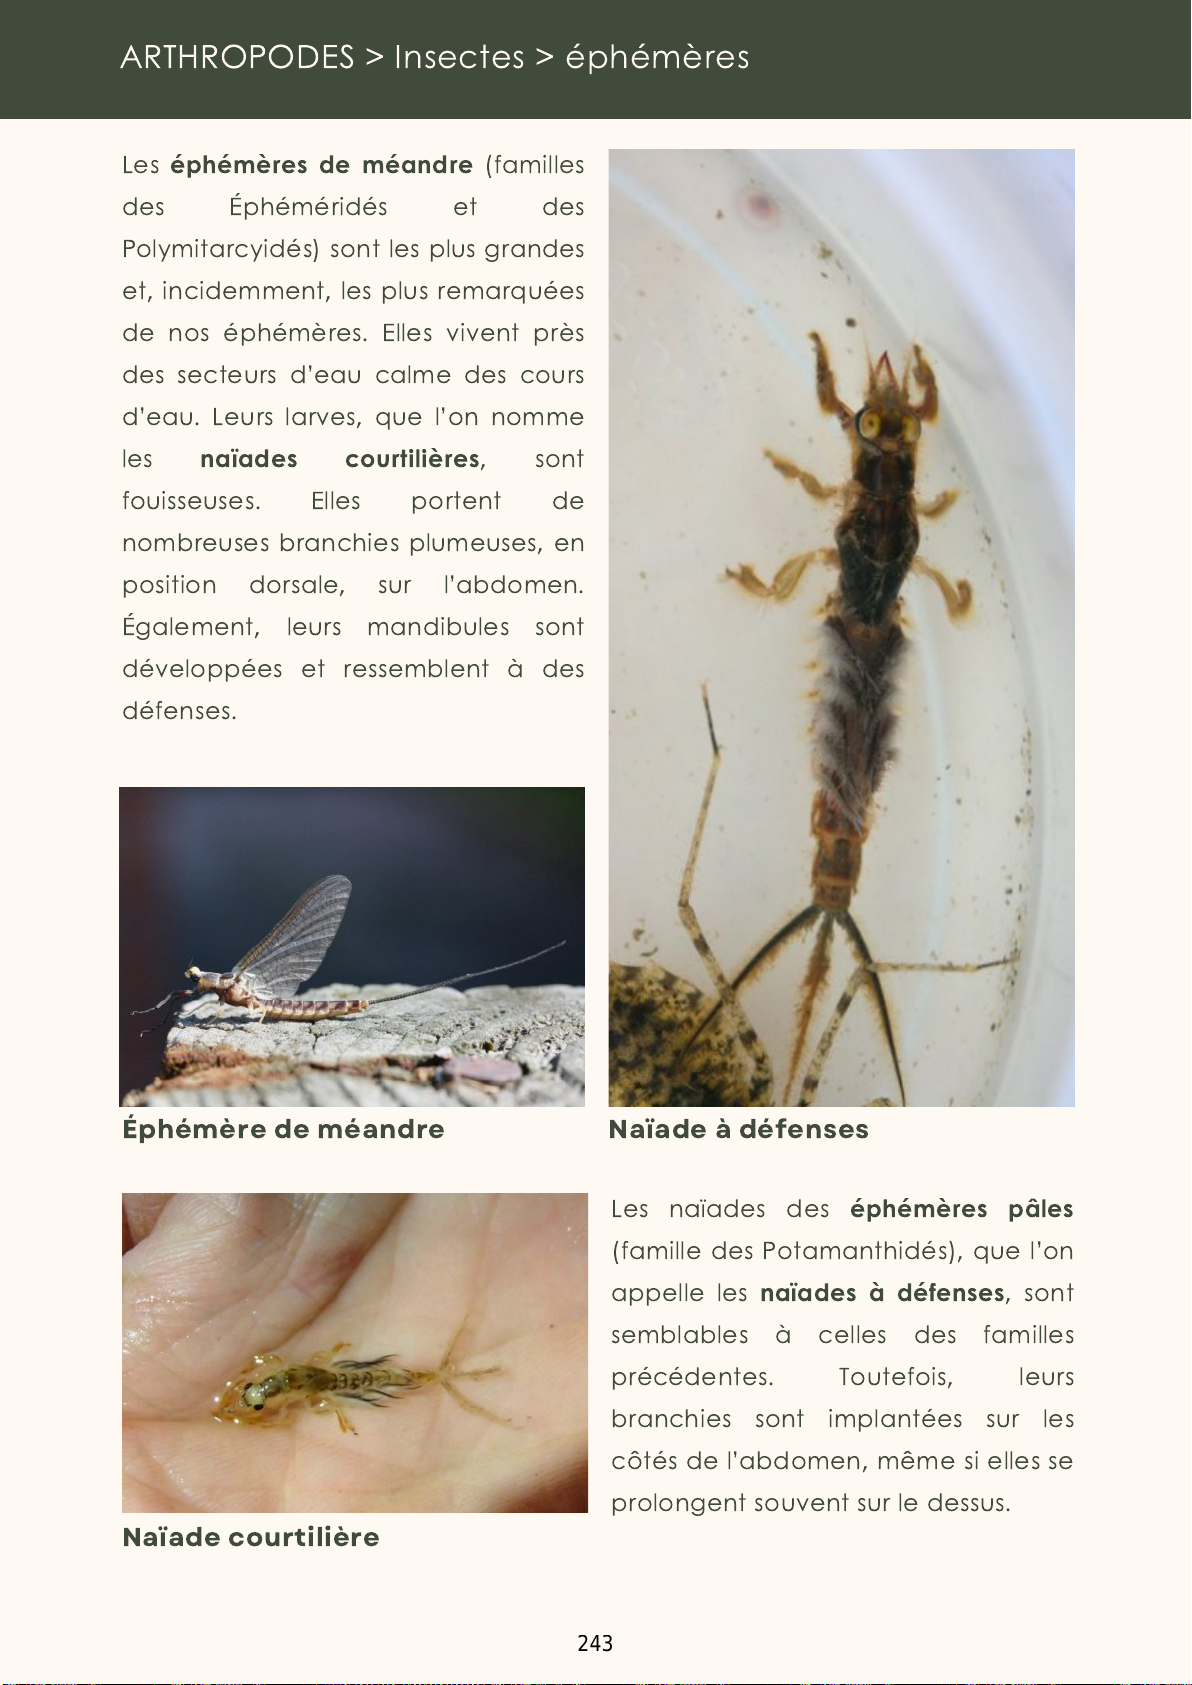 ARTHROPODES > Insectes > éphémères
Les éphémères de méandre (familles
des Éphéméridés et des
Polymitarcyidés) sont les plus grandes
et, incidemment, les plus remarquées
de nos éphémères. Elles vivent près
des secteurs d'eau calme des cours
d'eau. Leurs larves, que l'on nomme
les naïades courtilières, sont
fouisseuses. Elles portent de
nombreuses branchies plumeuses, en
position dorsale, sur l'abdomen.
Également, leurs mandibules sont
développées et ressemblent à des
défenses.
Éphémère de méandre
Naïade à défenses
Naïade courtilière
Les naïades des éphémères pâles
(famille des Potamanthidés), que l'on
appelle les naïades à défenses, sont
semblables à celles des familles
précédentes. Toutefois, leurs
branchies sont implantées sur les
côtés de l'abdomen, même si elles se
prolongent souvent sur le dessus.
243